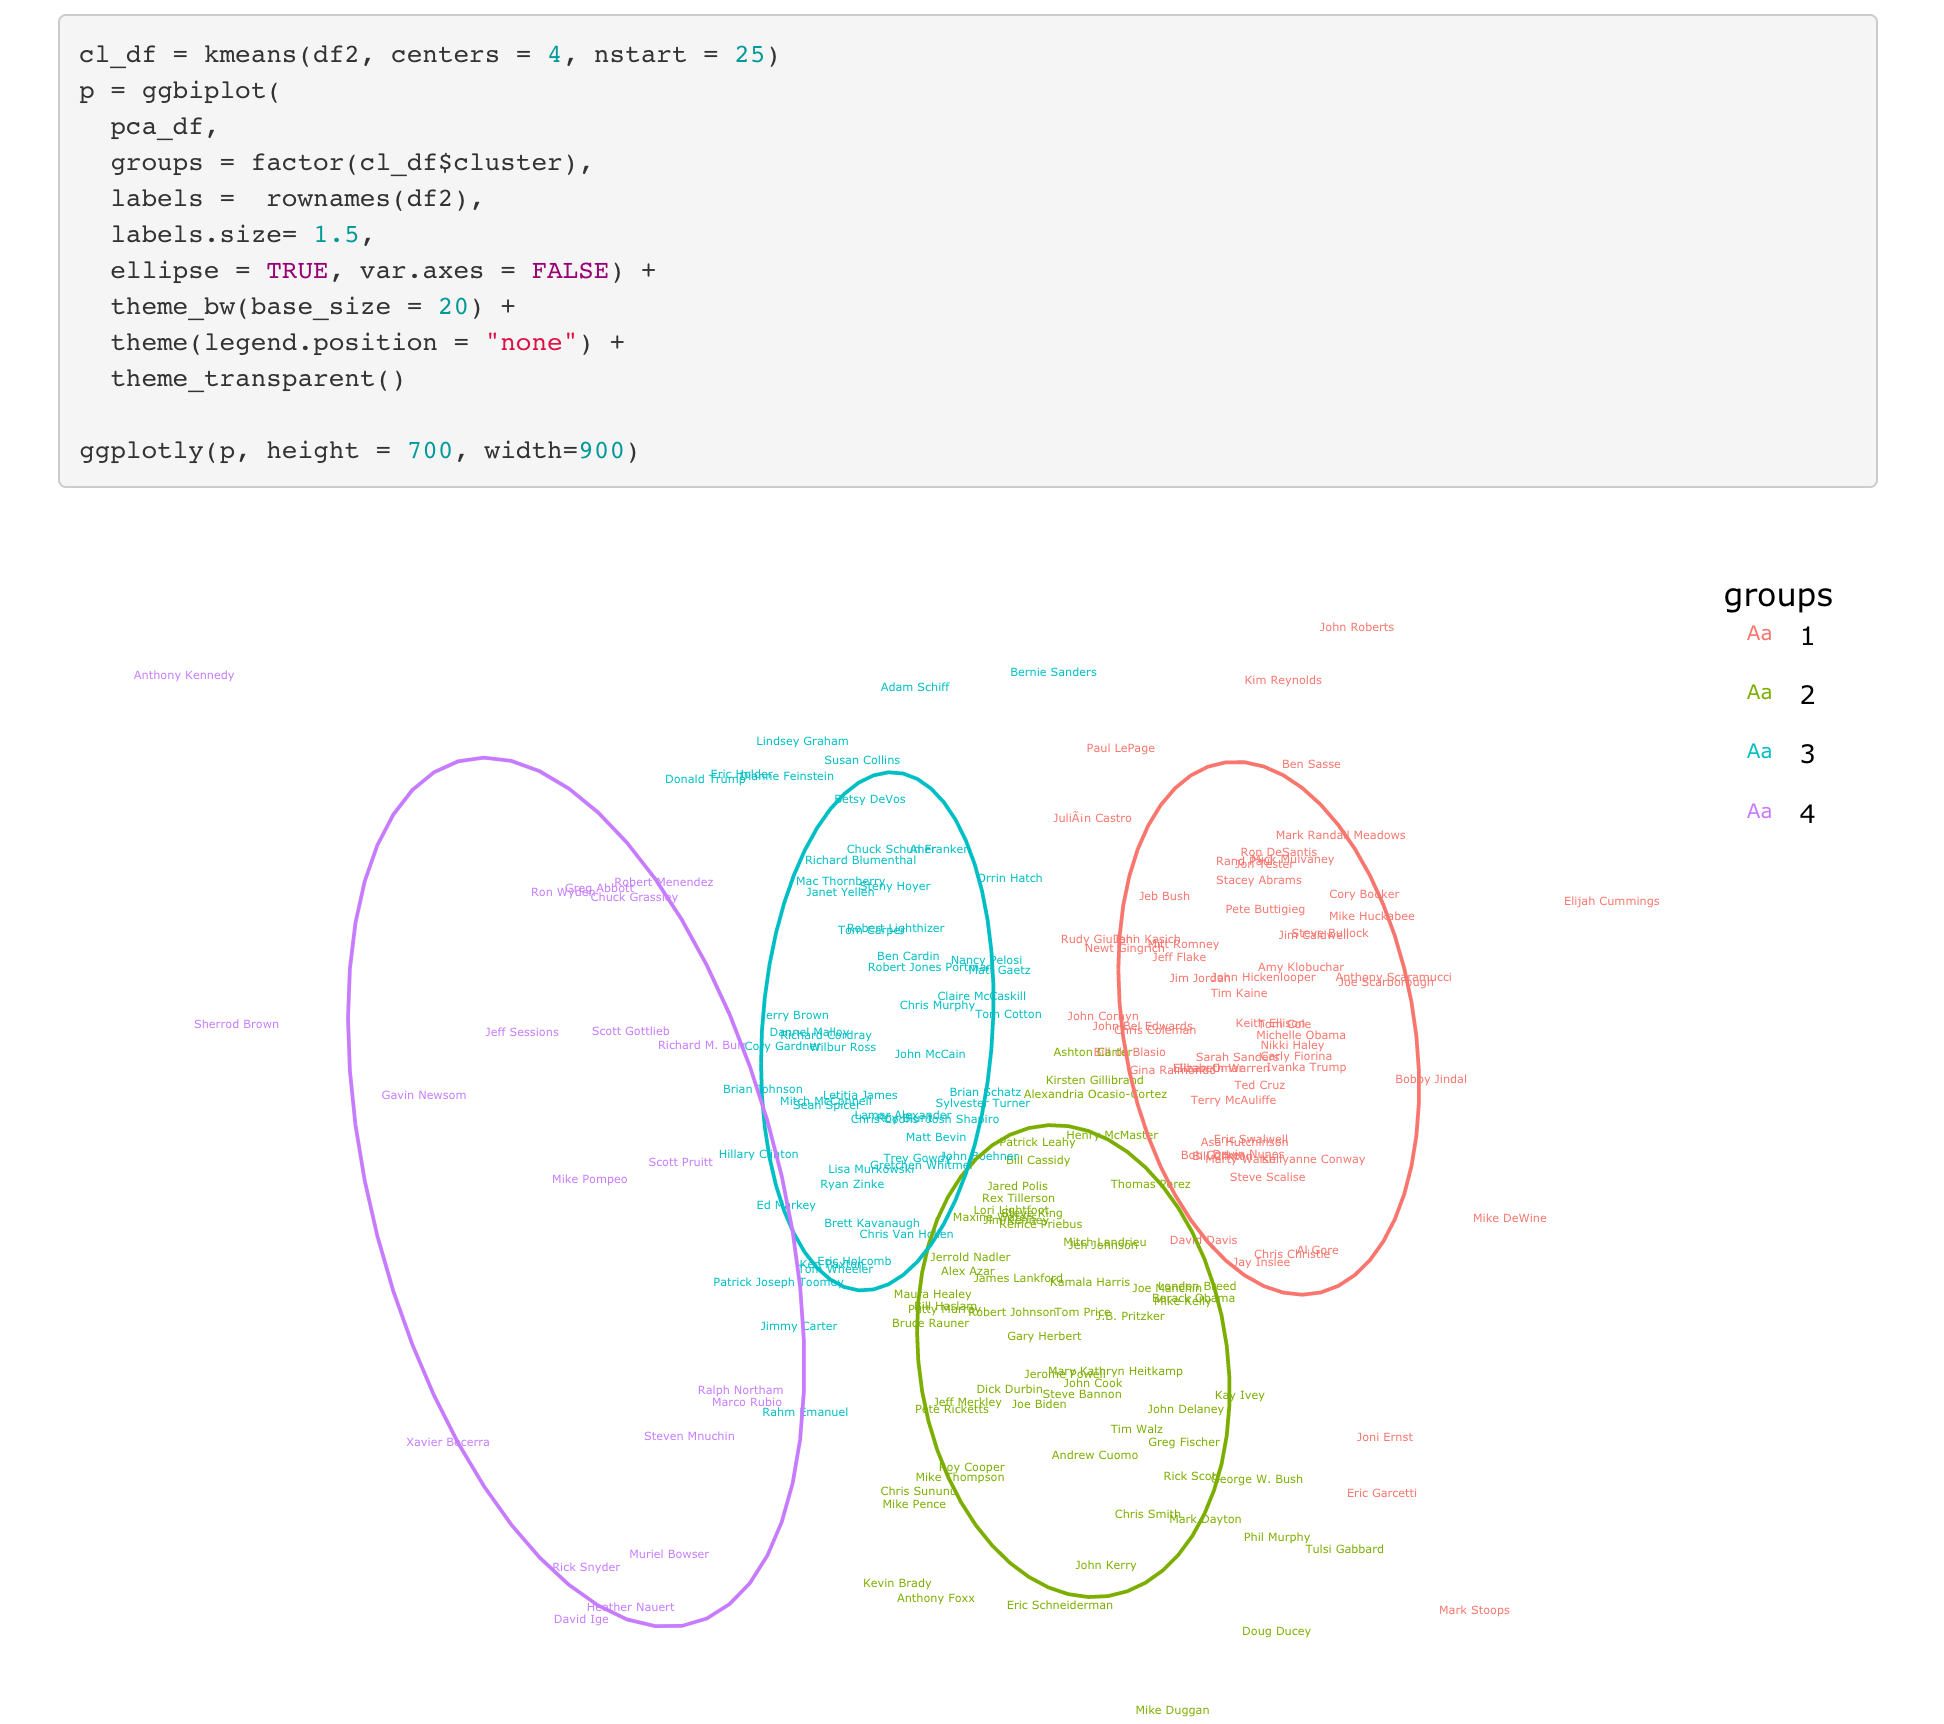 cl_df = kmeans(df2, centers = 4, nstart = 25)
p = ggbiplot(
  pca_df,
  groups = factor(cl_df$cluster),
  labels =  rownames(df2),
  labels.size= 1.5,
  ellipse = TRUE, var.axes = FALSE) +
  theme_bw(base_size = 20) +
  theme(legend.position = "none") +
  theme_transparent()
ggplotly(p, height = 700, width=900)
groups
Aa 1
Aa 2
Aa 3
Aa 4
John Roberts
Anthony Kennedy
Bernie Sanders
Kim Reynolds
Adam Schiff
Lindsey Graham
Paul LePage
Susan Collins
Ben Sasse
Eric Holder
Dianne Feinstein
Donald Trump
Betsy DeVos
JuliÃ¡n Castro
Mark Randall Meadows
Chuck Schumer
Al Franken
Ron DeSantis
Richard Blumenthal
Rand Paul
Mick Mulvaney
Jon Tester
Orrin Hatch
Stacey Abrams
Mac Thornberry
Robert Menendez
Steny Hoyer
Greg Abbott
Ron Wyden
Janet Yellen
Chuck Grassley
Jeb Bush
Cory Booker
Elijah Cummings
Pete Buttigieg
Mike Huckabee
Robert Lighthizer
Tom Carper
Steve Bullock
Jim Caldwell
Rudy Giuliani
John Kasich
Mitt Romney
Newt Gingrich
Ben Cardin
Jeff Flake
Nancy Pelosi
Robert Jones Portman
Matt Gaetz
Amy Klobuchar
Jim Jordan
John Hickenlooper
Anthony Scaramucci
Joe Scarborough
Tim Kaine
Claire McCaskill
Chris Murphy
Tom Cotton
Jerry Brown
John Cornyn
Sherrod Brown
John Bel Edwards
Chris Coleman
Keith Ellison
Tom Cole
Jeff Sessions
Scott Gottlieb
Dannel Malloy
Richard Cordray
Michelle Obama
Richard M. Burr
Cory Gardner
Wilbur Ross
Nikki Haley
John McCain
Ashton Carter
Bill de Blasio
Sarah Sanders
Carly Fiorina
Gina Raimondo
Elizabeth Warren
Ivanka Trump
Kirsten Gillibrand
Bobby Jindal
Ted Cruz
Brian Johnson
Gavin Newsom
Letitia James
Brian Schatz
Alexandria Ocasio-Cortez
Mitch McConnell
Sean Spicer
Sylvester Turner
Terry McAuliffe
Lamar Alexander
Chris Coons
Josh Shapiro
Matt Bevin
Henry McMaster
Patrick Leahy
Eric Swalwell
Asa Hutchinson
Hillary Clinton
Trey Gowdy
John Boehner
Bill Cassidy
Devin Nunes
Marty Walsh
Kellyanne Conway
Scott Pruitt
Gretchen Whitmer
Lisa Murkowski
Mike Pompeo
Ryan Zinke
Jared Polis
Thomas Perez
Steve Scalise
Rex Tillerson
Ed Markey
Lori Lightfoot
Steve King
Maxine Waters
Jim Kenney
Reince Priebus
Mike DeWine
Brett Kavanaugh
Chris Van Hollen
Mitch Landrieu
Jeh Johnson
David Davis
Al Gore
Chris Christie
Jerrold Nadler
Eric Holcomb
Ken Paxton
Tom Wheeler
Jay Inslee
Alex Azar
James Lankford
Patrick Joseph Toomey
Kamala Harris
Joe Manchin
London Breed
Maura Healey
Barack Obama
Mike Kelly
Bill Haslam
Patty Murray
Robert Johnson
Tom Price
J.B. Pritzker
Bruce Rauner
Jimmy Carter
Gary Herbert
Mary Kathryn Heitkamp
Jerome Powell
John Cook
Ralph Northam
Dick Durbin
Steve Bannon
Kay Ivey
Marco Rubio
Jeff Merkley
Joe Biden
Pete Ricketts
John Delaney
Rahm Emanuel
Tim Walz
Steven Mnuchin
Joni Ernst
Xavier Becerra
Greg Fischer
Andrew Cuomo
Roy Cooper
Mike Thompson
Rick Scott
George W. Bush
Chris Sununu
Eric Garcetti
Mike Pence
Chris Smith
Mark Dayton
Phil Murphy
Tulsi Gabbard
Muriel Bowser
Rick Snyder
John Kerry
Kevin Brady
Anthony Foxx
Heather Nauert
Eric Schneiderman
Mark Stoops
David Ige
Doug Ducey
Mike Duggan